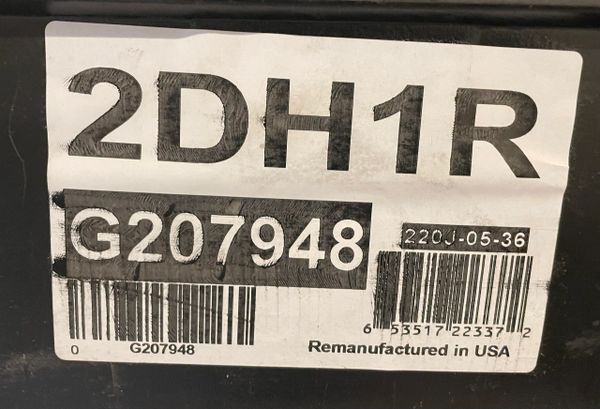 2DH1R
G207948
220J-05-36
6 53517 22337 2
0 G207948
Remanufactured in USA